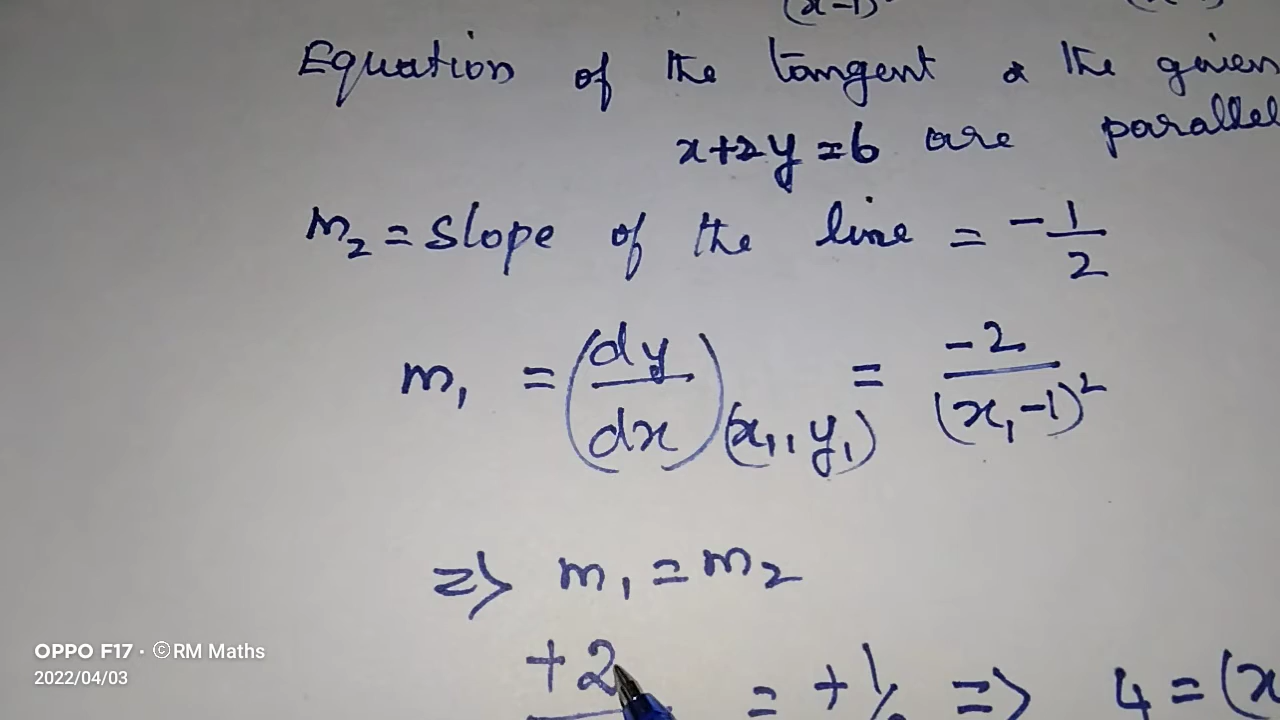 (x-1)
Equation of the tangent & the given
x+2y=6 are parallel
m₂ = Slope of the line = -1/2
m₁ = (dy/dx)(x₁, y₁) = -2/(x₁-1)²
=> m₁ = m₂
+2 = +1/2 => 4 = (x
OPPO F17 · ©RM Maths
2022/04/03